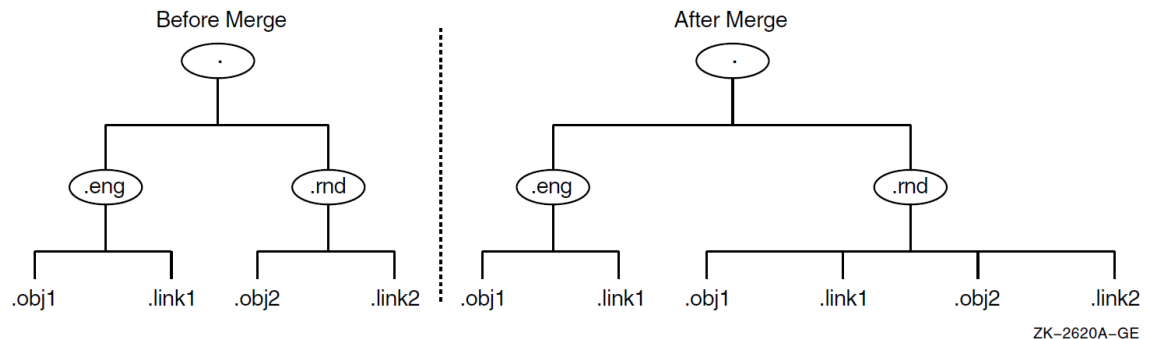 Before Merge After Merge
. .
.eng .rnd .eng .rnd
.obj1 .link1 .obj2 .link2 .obj1 .link1 .obj1 .link1 .obj2 .link2
ZK–2620A–GE